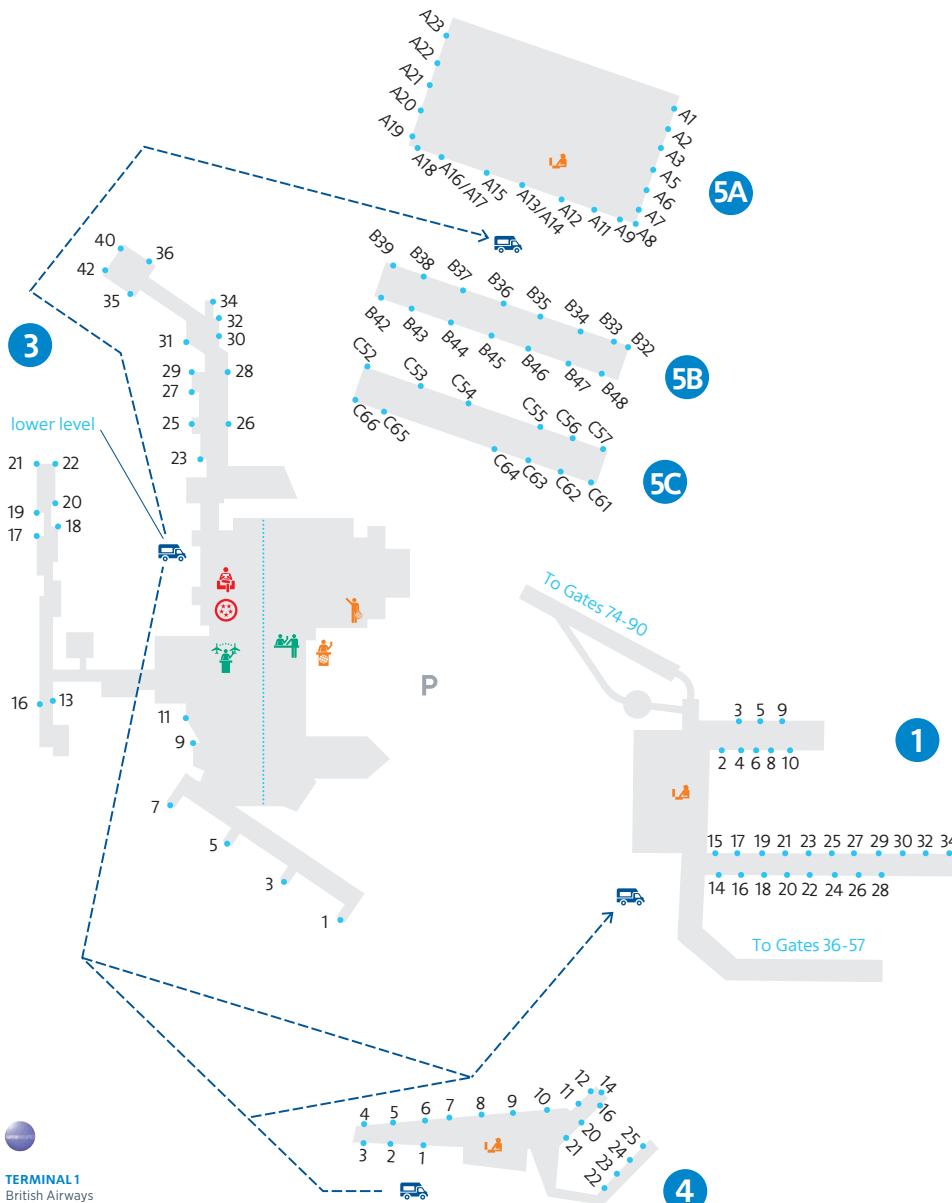 A23
A22
A21
A20
A19
A18
A16/A17
A15
A13/A14
A12
A11
A9
A8
A7
A6
A5
A3
A2
A1
5A
B39
B38
B37
B36
B35
B34
B33
B32
B42
B43
B44
B45
B46
B47
B48
5B
C52
C53
C54
C55
C56
C57
C66
C65
C64
C63
C62
C61
5C
40
36
42
35
34
32
30
31
29
28
27
25
26
23
3
lower level
21 22
20
19
18
17
16
13
11
9
7
5
3
1
P
To Gates 74-90
3 5 9
2 4 6 8 10
1
15 17 19 21 23 25 27 29 30 32 34
14 16 18 20 22 24 26 28
To Gates 36-57
4 5 6 7 8 9 10
11
12
14
16
20
21
3 2 1
25
24
23
22
4
TERMINAL 1
British Airways